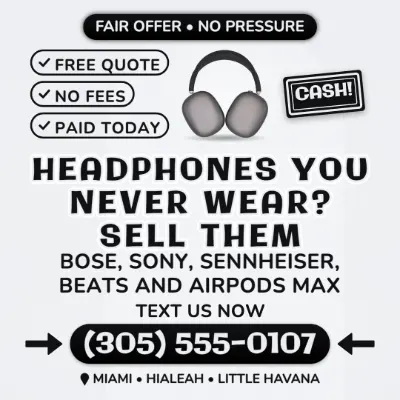 FAIR OFFER • NO PRESSURE
FREE QUOTE
NO FEES
PAID TODAY
CASH!
HEADPHONES YOU
NEVER WEAR?
SELL THEM
BOSE, SONY, SENNHEISER,
BEATS AND AIRPODS MAX
TEXT US NOW
(305) 555-0107
MIAMI • HIALEAH • LITTLE HAVANA